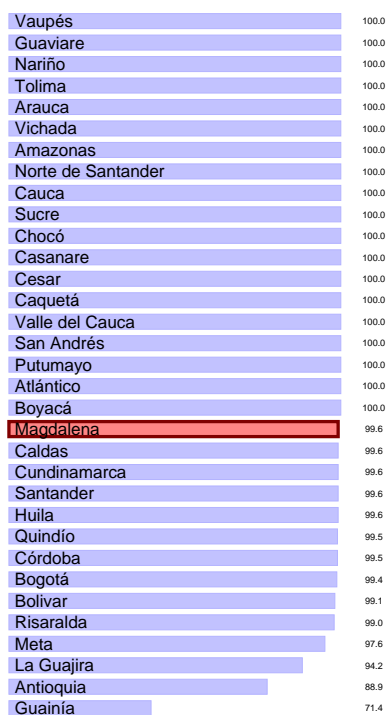 Vaupés 100.0
Guaviare 100.0
Nariño 100.0
Tolima 100.0
Arauca 100.0
Vichada 100.0
Amazonas 100.0
Norte de Santander 100.0
Cauca 100.0
Sucre 100.0
Chocó 100.0
Casanare 100.0
Cesar 100.0
Caquetá 100.0
Valle del Cauca 100.0
San Andrés 100.0
Putumayo 100.0
Atlántico 100.0
Boyacá 100.0
Magdalena 99.6
Caldas 99.6
Cundinamarca 99.6
Santander 99.6
Huila 99.6
Quindío 99.5
Córdoba 99.5
Bogotá 99.4
Bolivar 99.1
Risaralda 99.0
Meta 97.6
La Guajira 94.2
Antioquia 88.9
Guainía 71.4